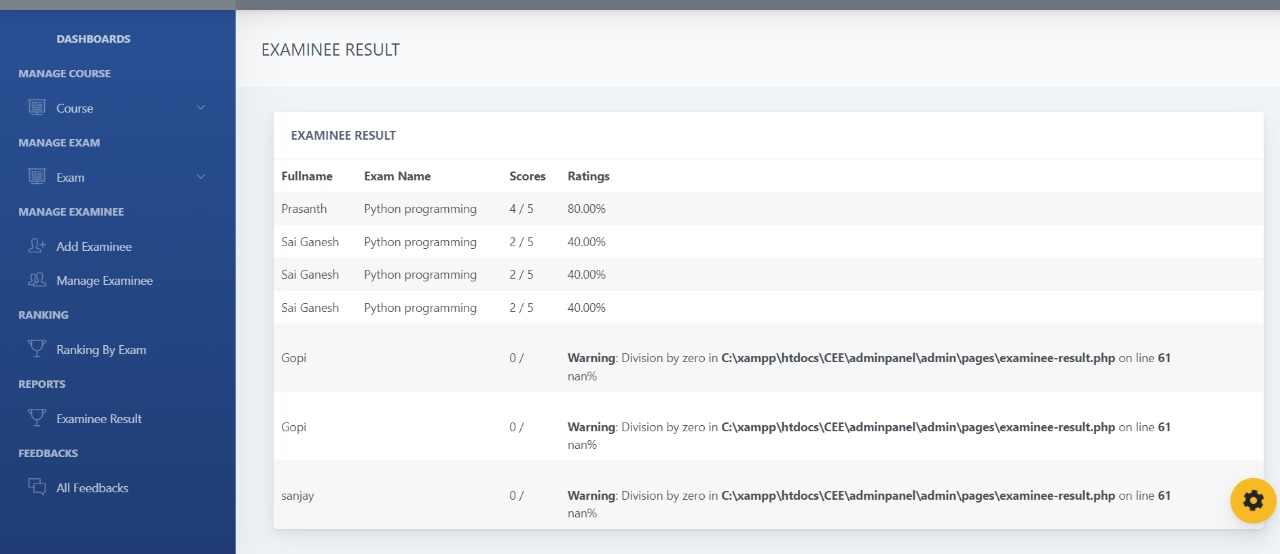 DASHBOARDS
MANAGE COURSE
Course
MANAGE EXAM
Exam
MANAGE EXAMINEE
Add Examinee
Manage Examinee
RANKING
Ranking By Exam
REPORTS
Examinee Result
FEEDBACKS
All Feedbacks
EXAMINEE RESULT
EXAMINEE RESULT
Fullname Exam Name Scores Ratings
Prasanth Python programming 4 / 5 80.00%
Sai Ganesh Python programming 2 / 5 40.00%
Sai Ganesh Python programming 2 / 5 40.00%
Sai Ganesh Python programming 2 / 5 40.00%
Gopi 0 / Warning: Division by zero in C:\xampp\htdocs\CEE\adminpanel\admin\pages\examinee-result.php on line 61
nan%
Gopi 0 / Warning: Division by zero in C:\xampp\htdocs\CEE\adminpanel\admin\pages\examinee-result.php on line 61
nan%
sanjay 0 / Warning: Division by zero in C:\xampp\htdocs\CEE\adminpanel\admin\pages\examinee-result.php on line 61
nan%